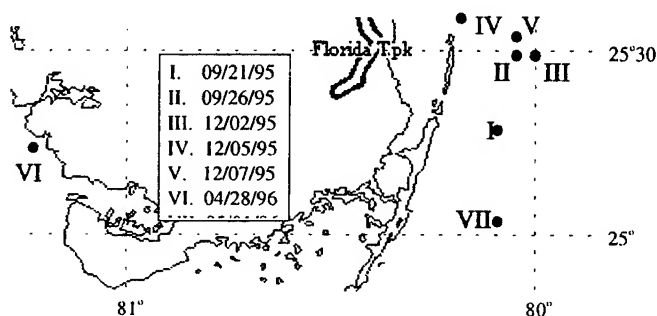 IV V
Florida Tpk
25°30
II III
I. 09/21/95
II. 09/26/95
III. 12/02/95
IV. 12/05/95
V. 12/07/95
VI. 04/28/96
I
VI
VII
25°
81°
80°